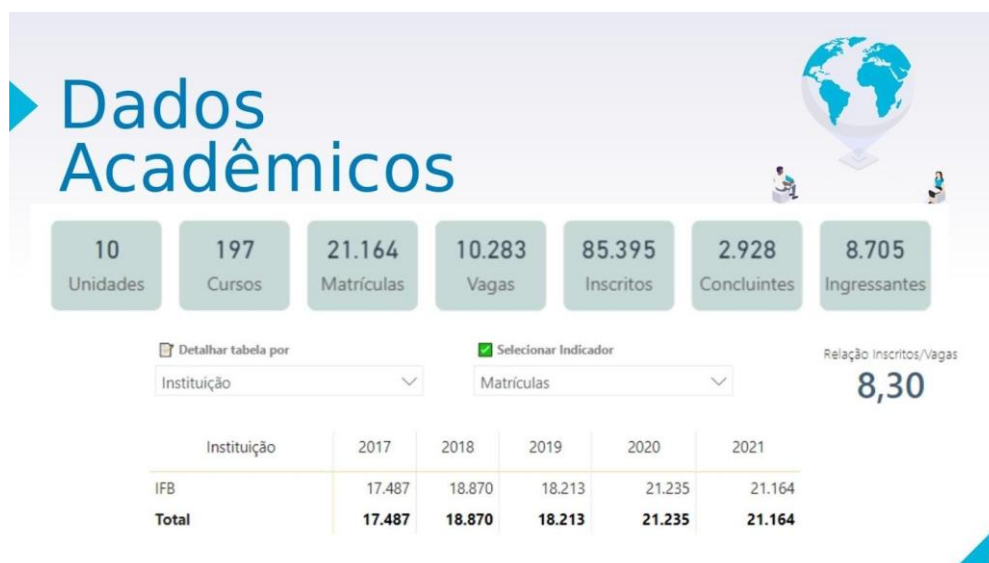 Dados
Acadêmicos
10 197 21.164 10.283 85.395 2.928 8.705
Unidades Cursos Matrículas Vagas Inscritos Concluintes Ingressantes
Detalhar tabela por Selecionar Indicador Relação Inscritos/Vagas
Instituição Matrículas 8,30
Instituição 2017 2018 2019 2020 2021
IFB 17.487 18.870 18.213 21.235 21.164
Total 17.487 18.870 18.213 21.235 21.164